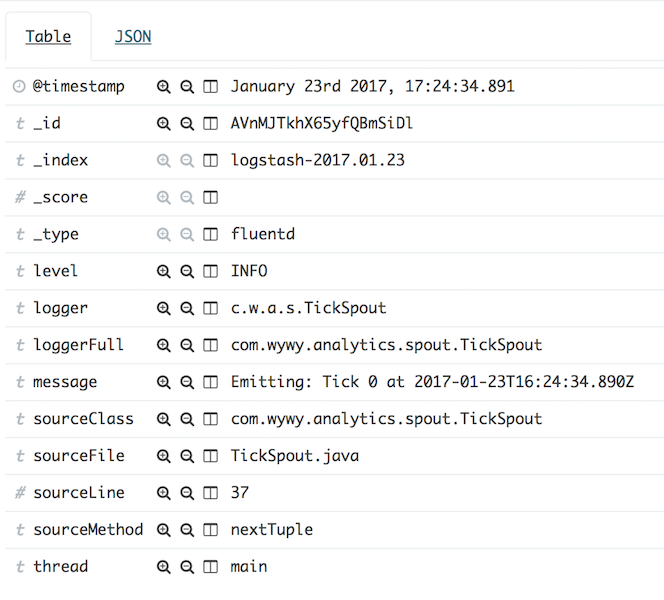 Table JSON
@timestamp January 23rd 2017, 17:24:34.891
t _id AVnMJTkhX65yfQBmSiDl
t _index logstash-2017.01.23
# _score
t _type fluentd
t level INFO
t logger c.w.a.s.TickSpout
t loggerFull com.wywy.analytics.spout.TickSpout
t message Emitting: Tick 0 at 2017-01-23T16:24:34.890Z
t sourceClass com.wywy.analytics.spout.TickSpout
t sourceFile TickSpout.java
# sourceLine 37
t sourceMethod nextTuple
t thread main